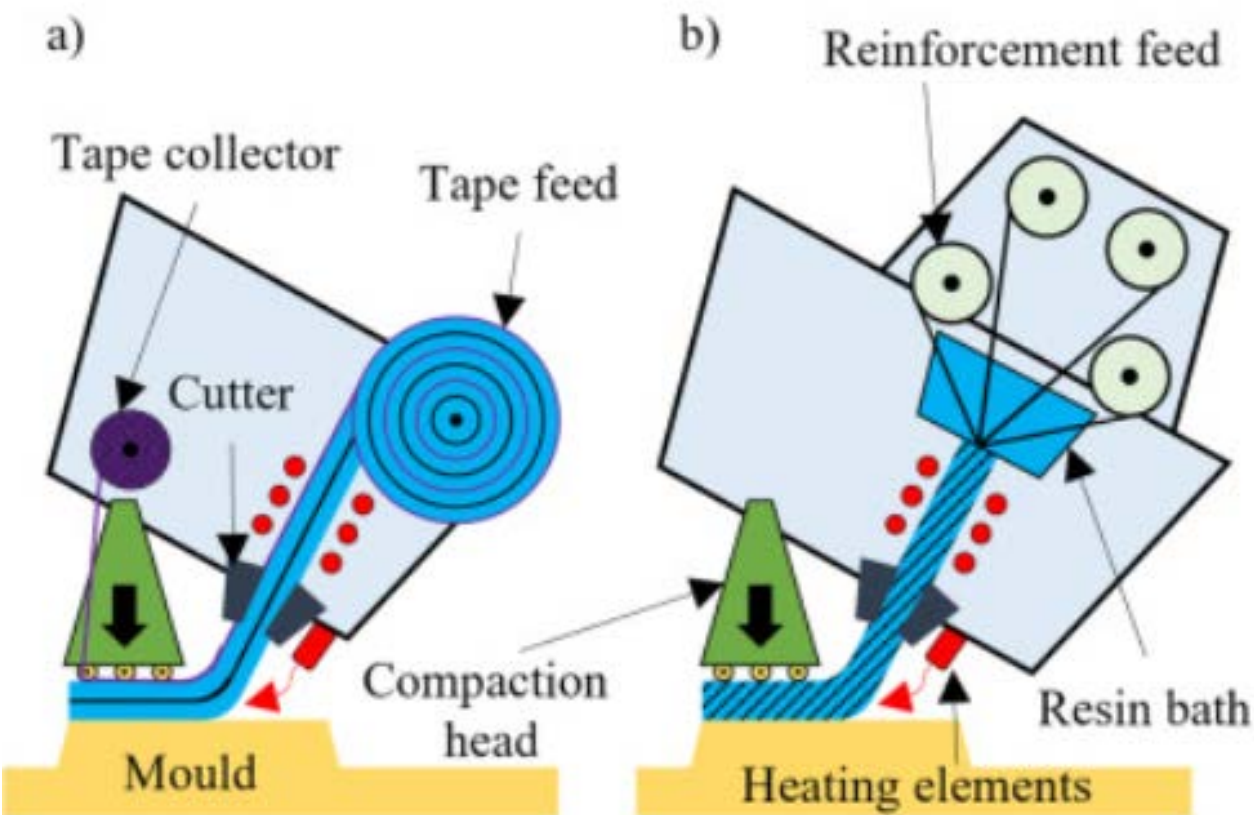 a)
Tape collector
Tape feed
Cutter
Mould
b)
Reinforcement feed
Compaction
head
Resin bath
Heating elements